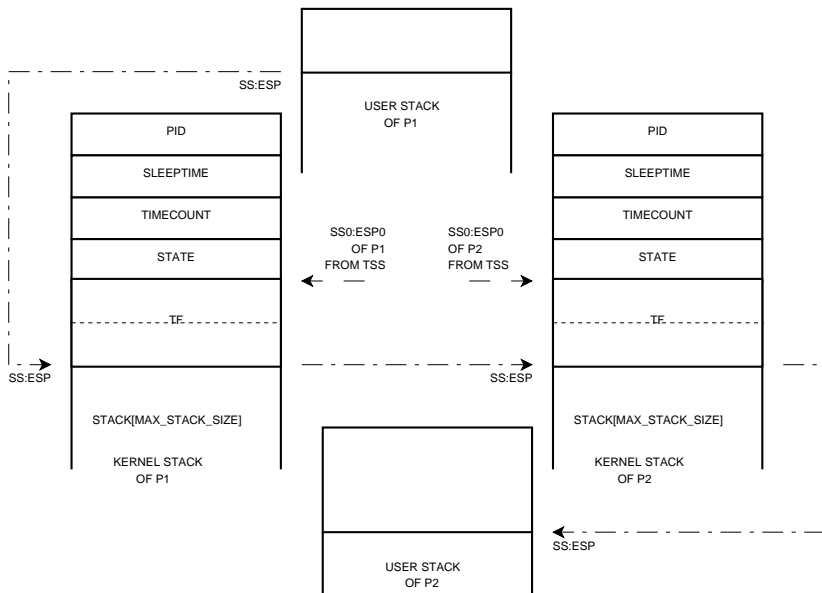 SS:ESP
USER STACK
OF P1
PID
SLEEPTIME
TIMECOUNT
STATE
TF
SS:ESP
STACK[MAX_STACK_SIZE]
KERNEL STACK
OF P1
SS0:ESP0
OF P1
FROM TSS
SS0:ESP0
OF P2
FROM TSS
SS:ESP
PID
SLEEPTIME
TIMECOUNT
STATE
TF
STACK[MAX_STACK_SIZE]
KERNEL STACK
OF P2
SS:ESP
USER STACK
OF P2